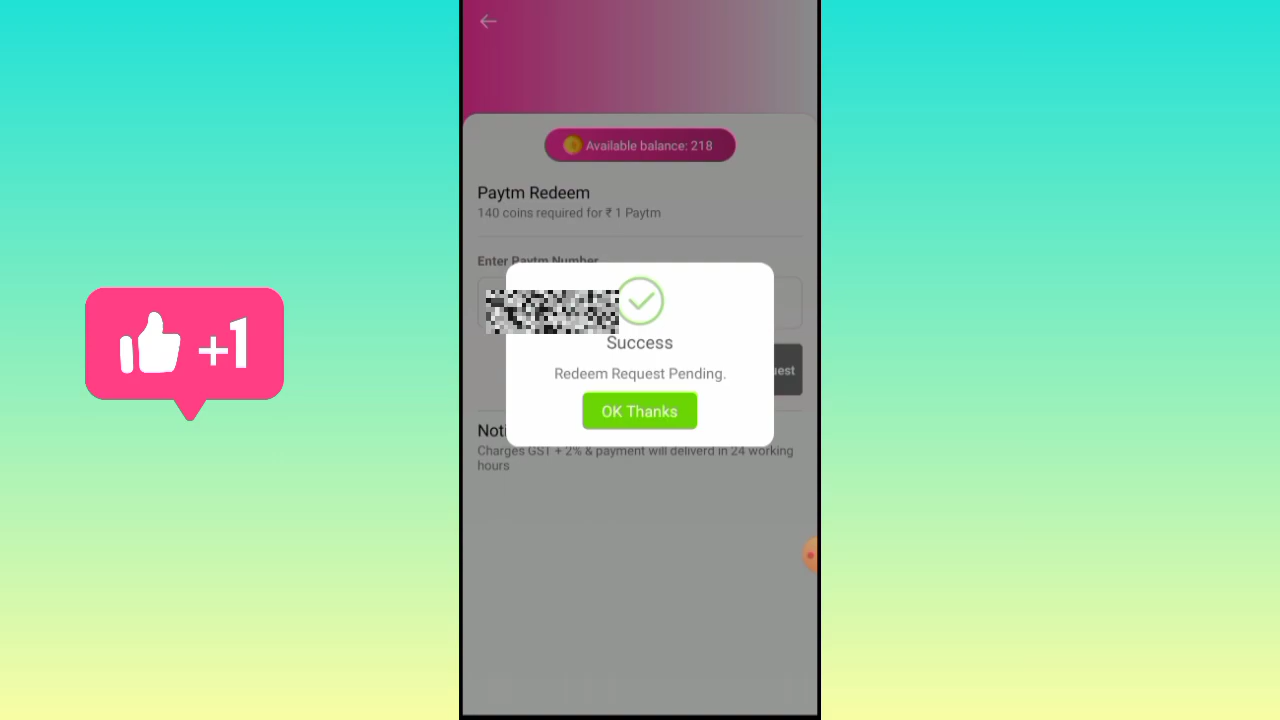 Available balance: 218
Paytm Redeem
140 coins required for ₹ 1 Paytm
Enter Paytm Number
+1
Success
Redeem Request Pending.
uest
OK Thanks
Noti
Charges GST + 2% & payment will deliverd in 24 working
hours